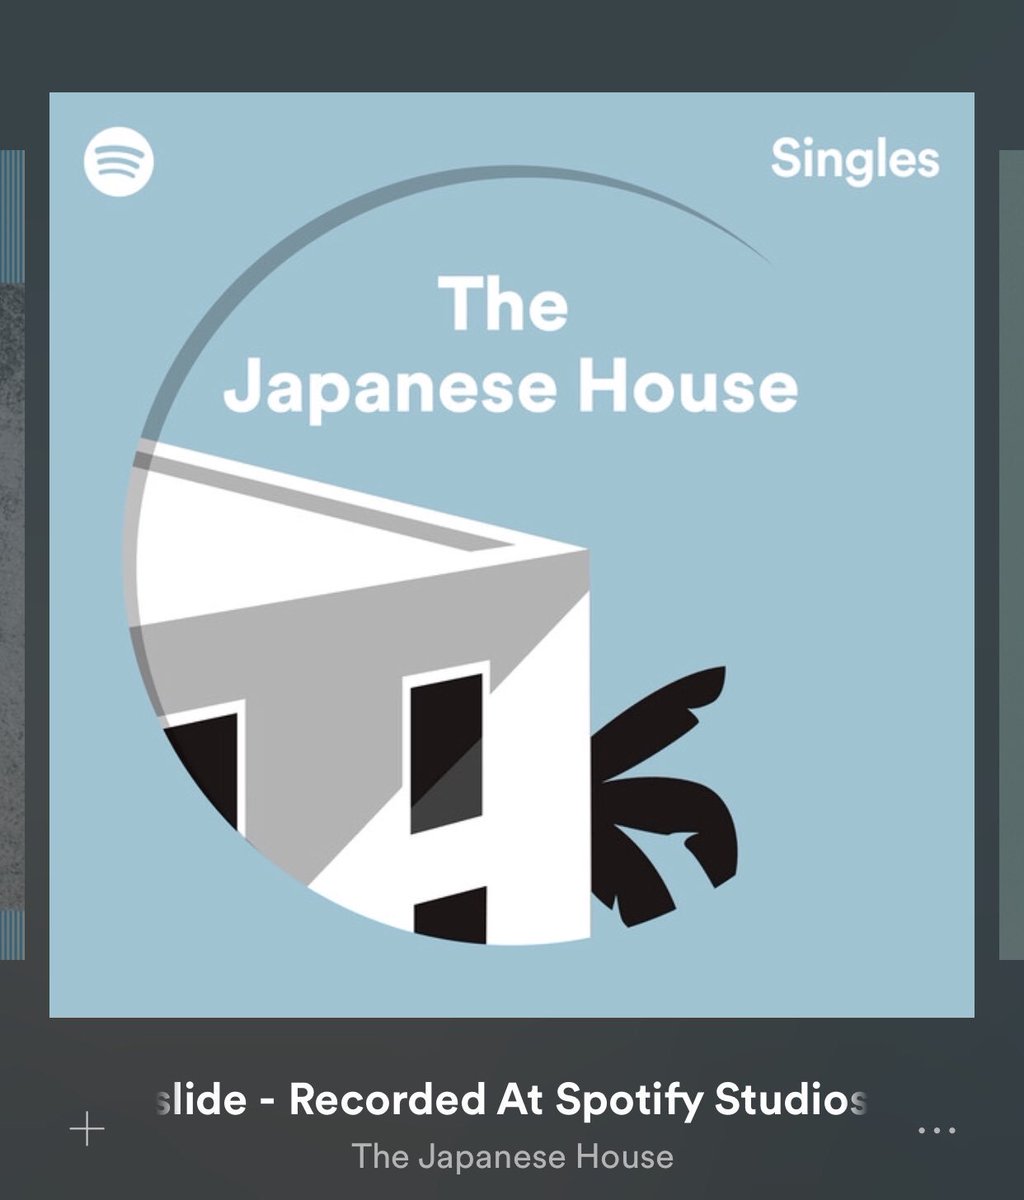 Singles
The
Japanese House
slide - Recorded At Spotify Studios
The Japanese House